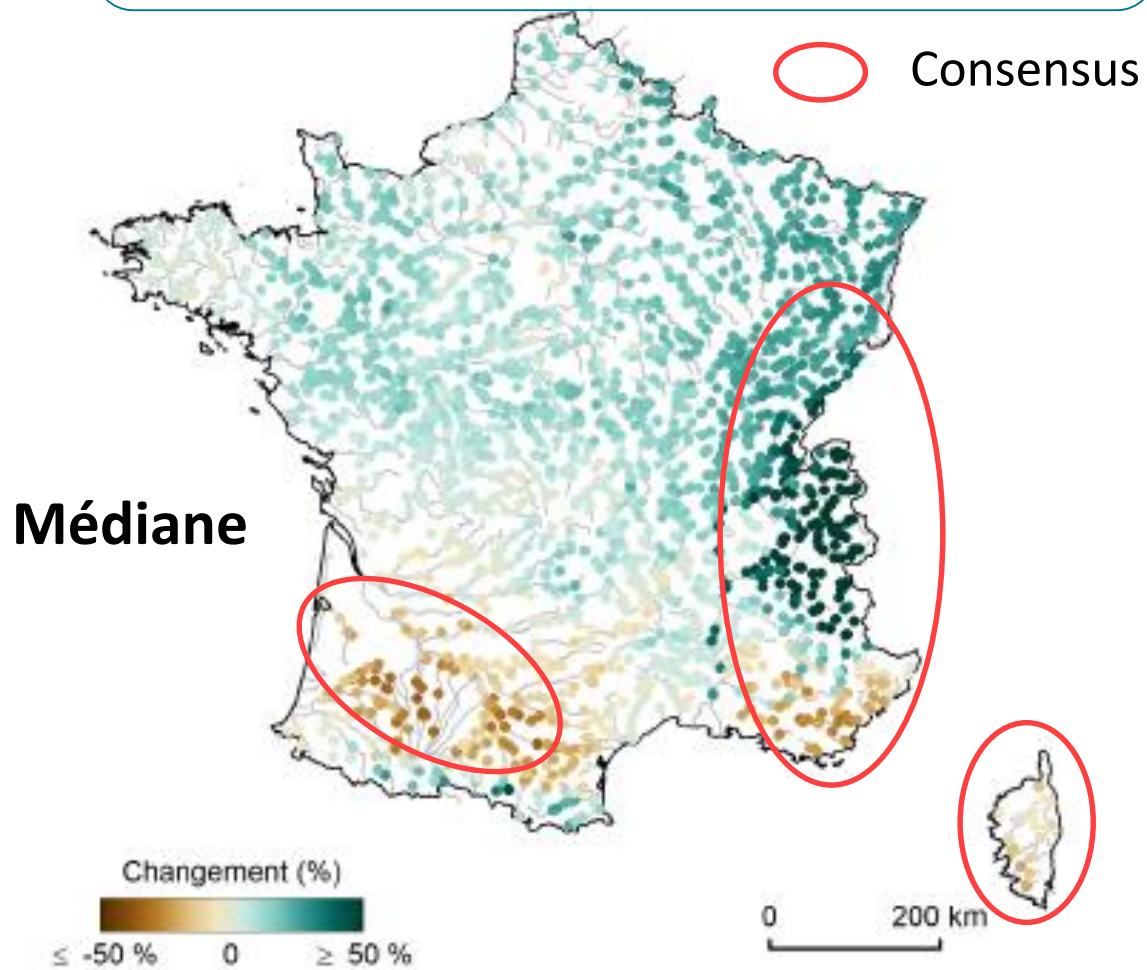 Consensus
Médiane
Changement (%)
≤ -50 % 0 ≥ 50 %
0 200 km